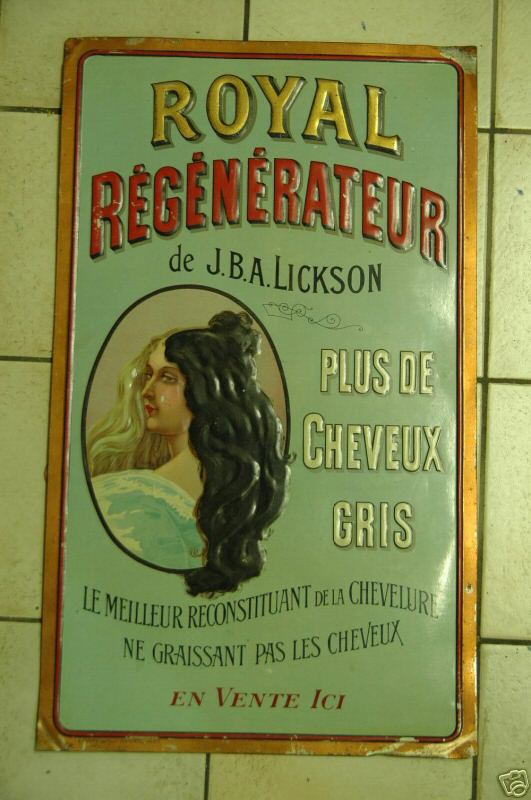 ROYAL
RÉGÉNÉRATEUR
de J.B.A. LICKSON
PLUS DE
CHEVEUX
GRIS
LE MEILLEUR RECONSTITUANT DE LA CHEVELURE
NE GRAISSANT PAS LES CHEVEUX
EN VENTE ICI